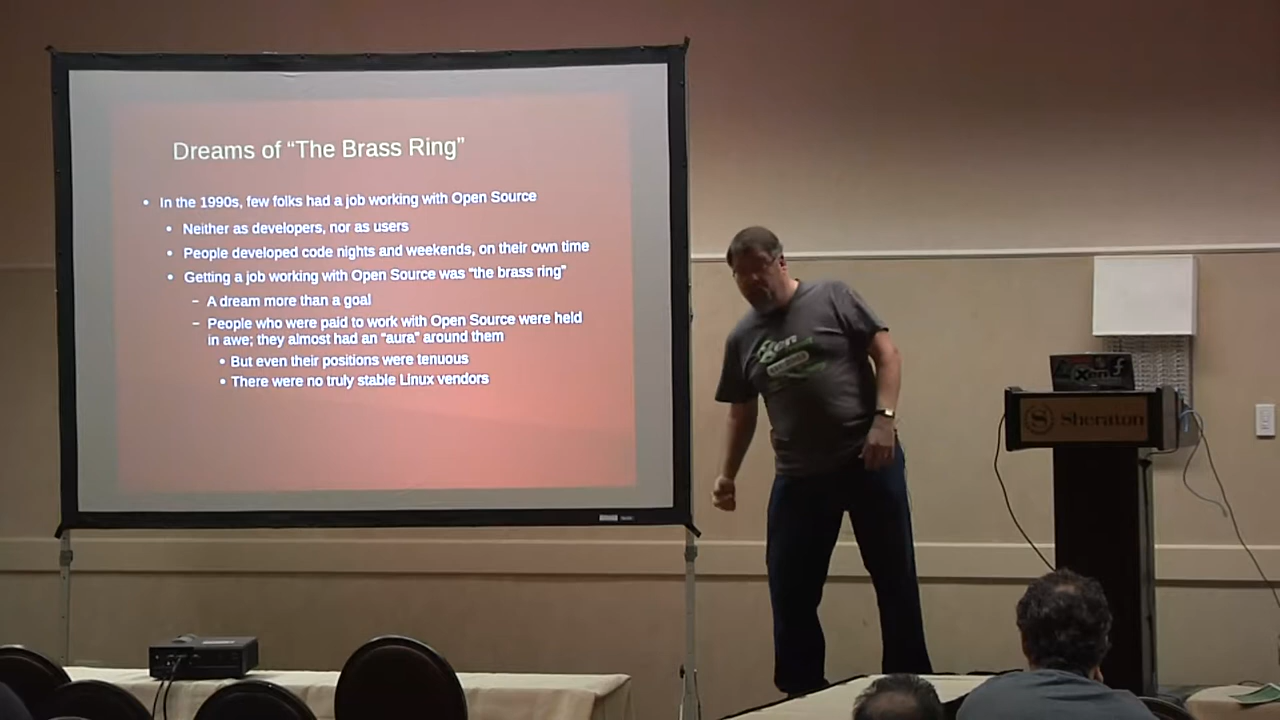 Dreams of “The Brass Ring”
• In the 1990s, few folks had a job working with Open Source
• Neither as developers, nor as users
• People developed code nights and weekends, on their own time
• Getting a job working with Open Source was “the brass ring”
– A dream more than a goal
– People who were paid to work with Open Source were held
in awe; they almost had an “aura” around them
• But even their positions were tenuous
• There were no truly stable Linux vendors
Xen
Xen
Sheraton